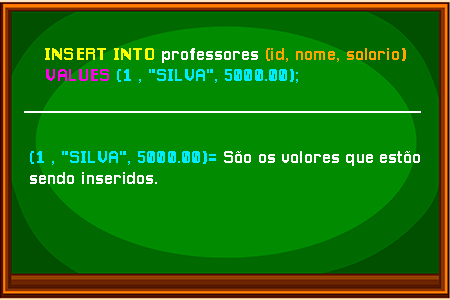 INSERT INTO professores (id, nome, salario)
VALUES (1 , "SILVA", 5000.00);
(1 , "SILVA", 5000.00)= São os valores que estão
sendo inseridos.